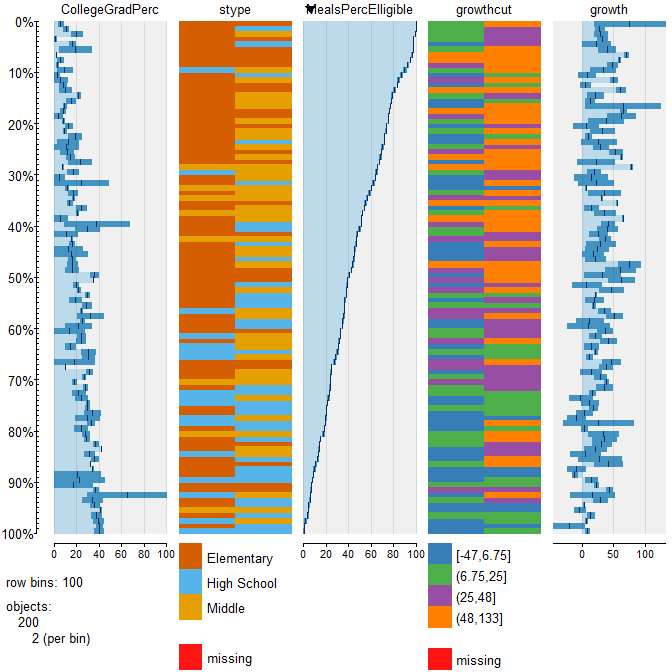 CollegeGradPerc stype MealsPercElligible growthcut growth
0%
10%
20%
30%
40%
50%
60%
70%
80%
90%
100%
0 20 40 60 80 100 0 20 40 60 80 100 0 50 100
row bins: 100
objects:
200
2 (per bin)
Elementary
High School
Middle
missing
[-47,6.75]
(6.75,25]
(25,48]
(48,133]
missing